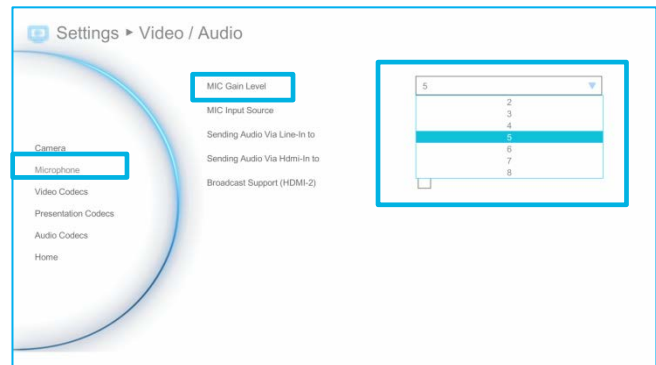 Settings ▸ Video / Audio
MIC Gain Level
5
MIC Input Source
2
3
4
5
6
7
8
Sending Audio Via Line-In to
Sending Audio Via Hdmi-In to
Broadcast Support (HDMI-2)
Camera
Microphone
Video Codecs
Presentation Codecs
Audio Codecs
Home